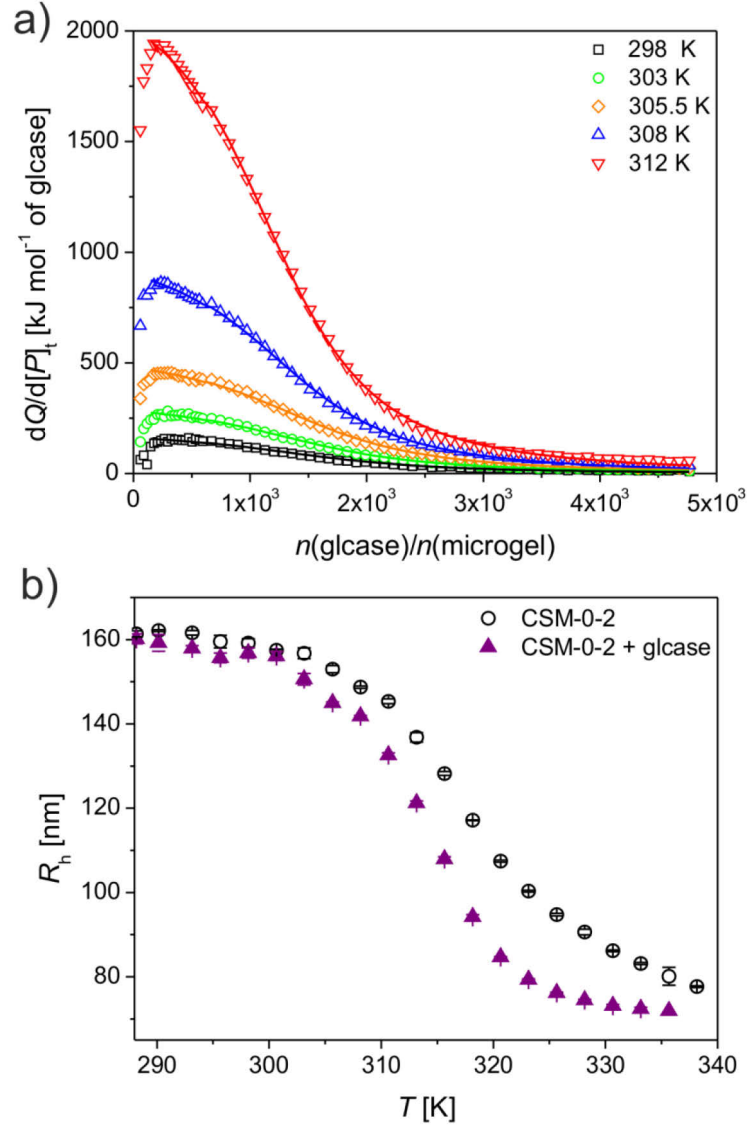 a)
2000
1500
1000
500
0
dQ/d[P]t [kJ mol⁻¹ of glcase]
298 K
303 K
305.5 K
308 K
312 K
0 1x10³ 2x10³ 3x10³ 4x10³ 5x10³
n(glcase)/n(microgel)
b)
160
140
120
100
80
Rh [nm]
CSM-0-2
CSM-0-2 + glcase
290 300 310 320 330 340
T [K]